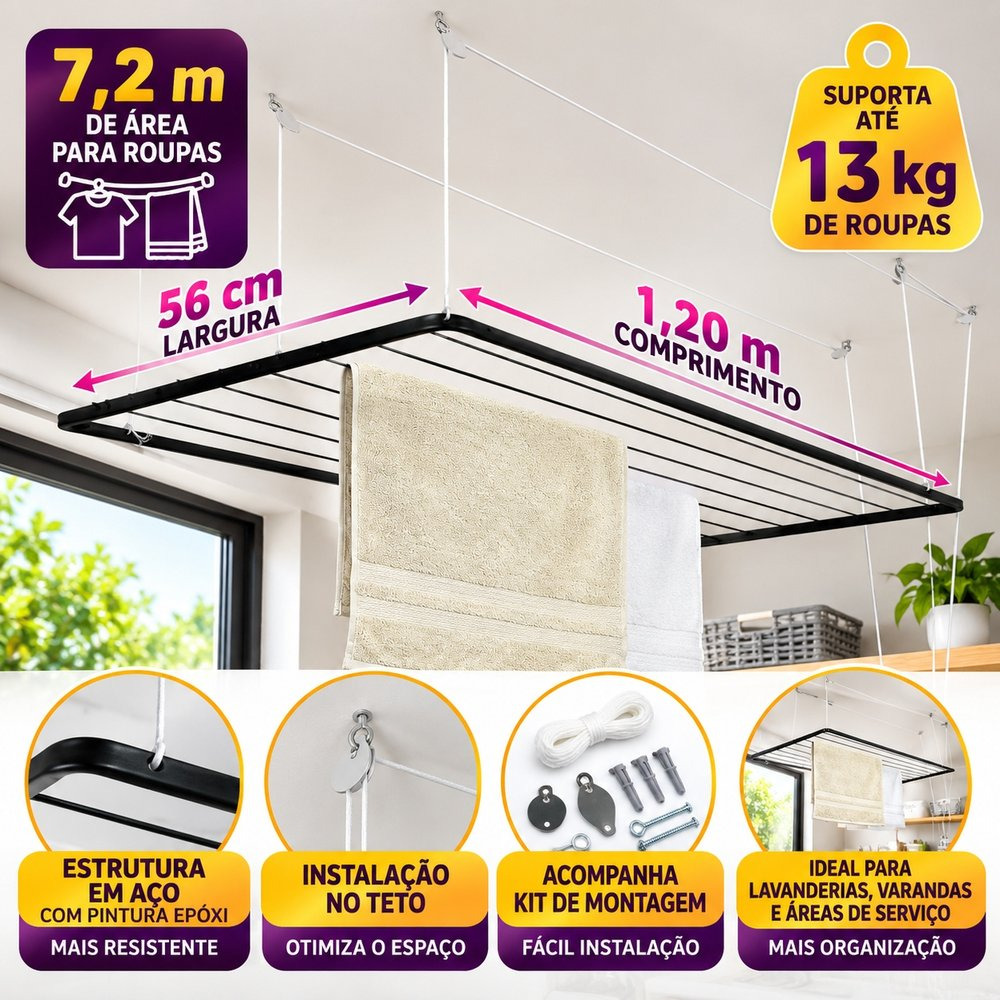 7,2 m
DE ÁREA
PARA ROUPAS
SUPORTA
ATÉ
13 kg
DE ROUPAS
56 cm
LARGURA
1,20 m
COMPRIMENTO
ESTRUTURA
EM AÇO
COM PINTURA EPÓXI
MAIS RESISTENTE
INSTALAÇÃO
NO TETO
OTIMIZA O ESPAÇO
ACOMPANHA
KIT DE MONTAGEM
FÁCIL INSTALAÇÃO
IDEAL PARA
LAVANDERIAS, VARANDAS
E ÁREAS DE SERVIÇO
MAIS ORGANIZAÇÃO